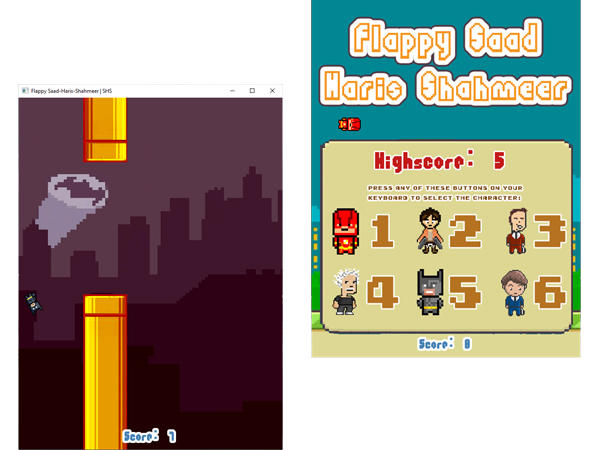 Flappy Saad-Haris-Shahmeer | SHS
Score: 1
Flappy Saad
Haris Shahmeer
Highscore: 5
PRESS ANY OF THESE BUTTONS ON YOUR
KEYBOARD TO SELECT THE CHARACTER:
1 2 3
4 5 6
Score: 0